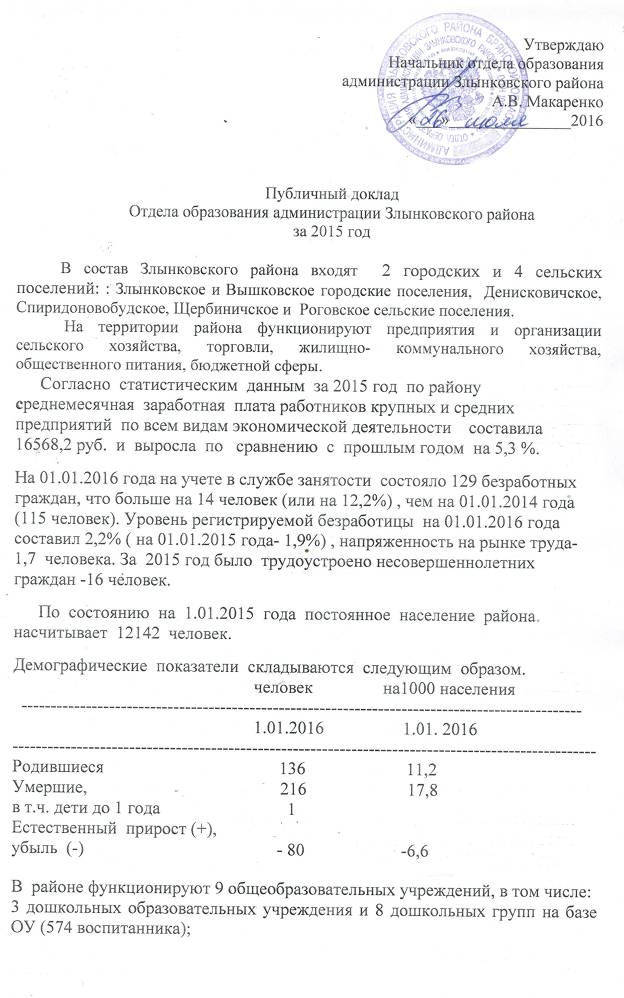 Утверждаю
Начальник отдела образования
администрации Злынковского района
А.В. Макаренко
« 26 » июля 2016
Публичный доклад
Отдела образования администрации Злынковского района
за 2015 год
В состав Злынковского района входят 2 городских и 4 сельских
поселений: : Злынковское и Вышковское городские поселения, Денисковичское,
Спиридоновобудское, Щербиничское и Роговское сельские поселения.
На территории района функционируют предприятия и организации
сельского хозяйства, торговли, жилищно- коммунального хозяйства,
общественного питания, бюджетной сферы.
Согласно статистическим данным за 2015 год по району
среднемесячная заработная плата работников крупных и средних
предприятий по всем видам экономической деятельности составила
16568,2 руб. и выросла по сравнению с прошлым годом на 5,3 %.
На 01.01.2016 года на учете в службе занятости состояло 129 безработных
граждан, что больше на 14 человек (или на 12,2%) , чем на 01.01.2014 года
(115 человек). Уровень регистрируемой безработицы на 01.01.2016 года
составил 2,2% ( на 01.01.2015 года- 1,9%) , напряженность на рынке труда-
1,7 человека. За 2015 год было трудоустроено несовершеннолетних
граждан -16 человек.
По состоянию на 1.01.2015 года постоянное население района
насчитывает 12142 человек.
Демографические показатели складываются следующим образом.
человек на1000 населения
1.01.2016 1.01. 2016
Родившиеся 136 11,2
Умершие, 216 17,8
в т.ч. дети до 1 года 1
Естественный прирост (+),
убыль (-) - 80 -6,6
В районе функционируют 9 общеобразовательных учреждений, в том числе:
3 дошкольных образовательных учреждения и 8 дошкольных групп на базе
ОУ (574 воспитанника);